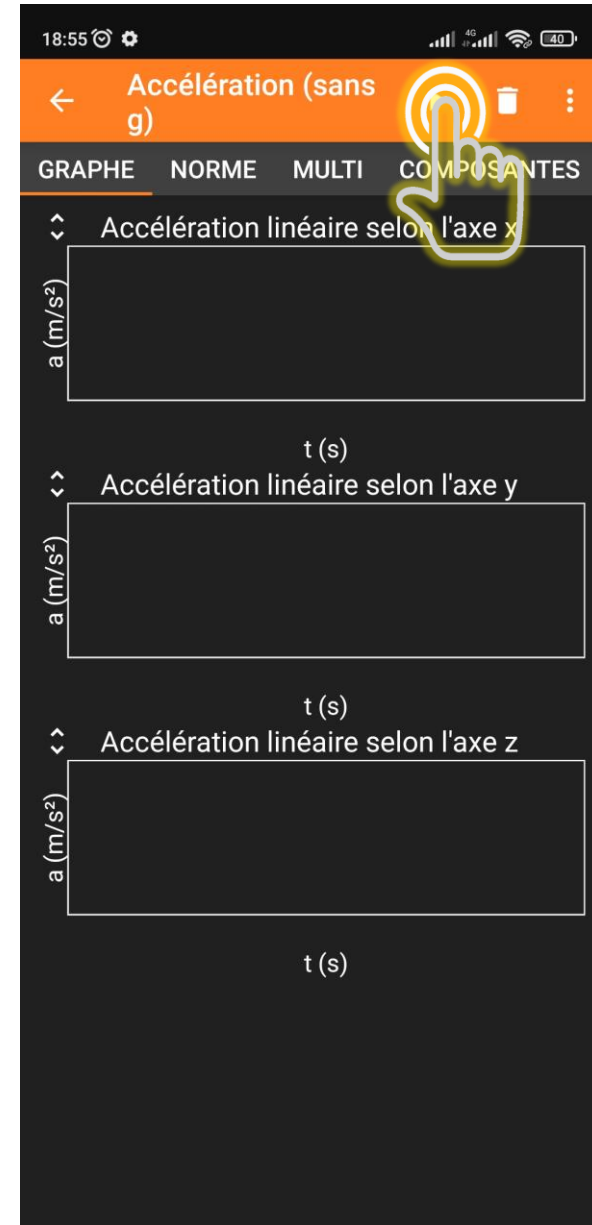 18:55 4G 40
Accélération (sans
g)
GRAPHE NORME MULTI COMPOSANTES
Accélération linéaire selon l'axe x
a (m/s²)
t (s)
Accélération linéaire selon l'axe y
a (m/s²)
t (s)
Accélération linéaire selon l'axe z
a (m/s²)
t (s)